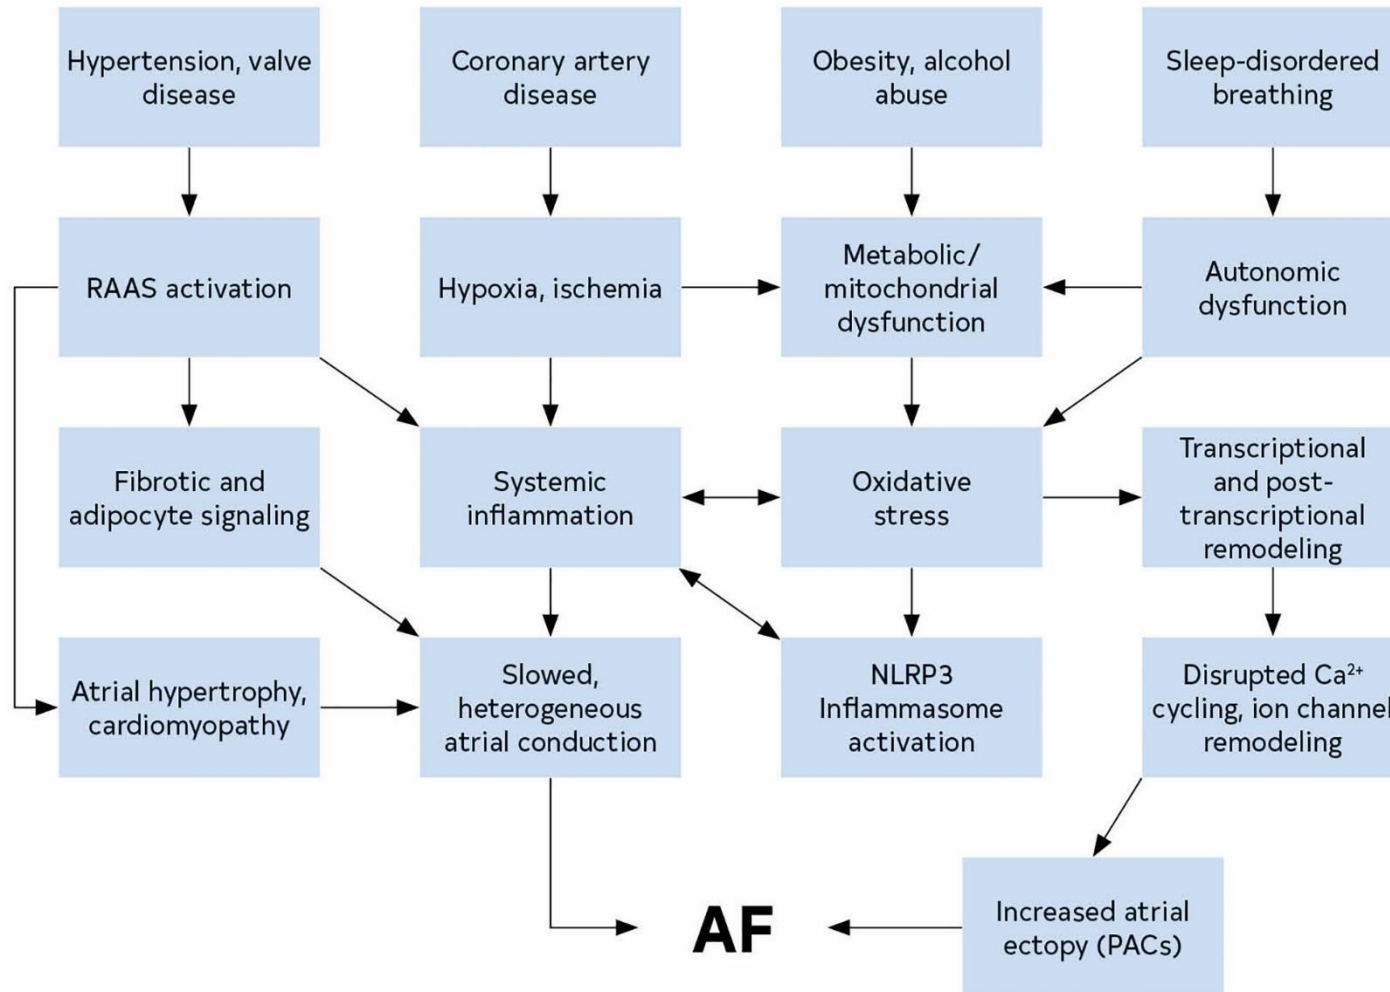 Hypertension, valve
disease
Coronary artery
disease
Obesity, alcohol
abuse
Sleep-disordered
breathing
RAAS activation
Hypoxia, ischemia
Metabolic/
mitochondrial
dysfunction
Autonomic
dysfunction
Fibrotic and
adipocyte signaling
Systemic
inflammation
Oxidative
stress
Transcriptional
and post-
transcriptional
remodeling
Atrial hypertrophy,
cardiomyopathy
Slowed,
heterogeneous
atrial conduction
NLRP3
Inflammasome
activation
Disrupted Ca²⁺
cycling, ion channel
remodeling
AF
Increased atrial
ectopy (PACs)